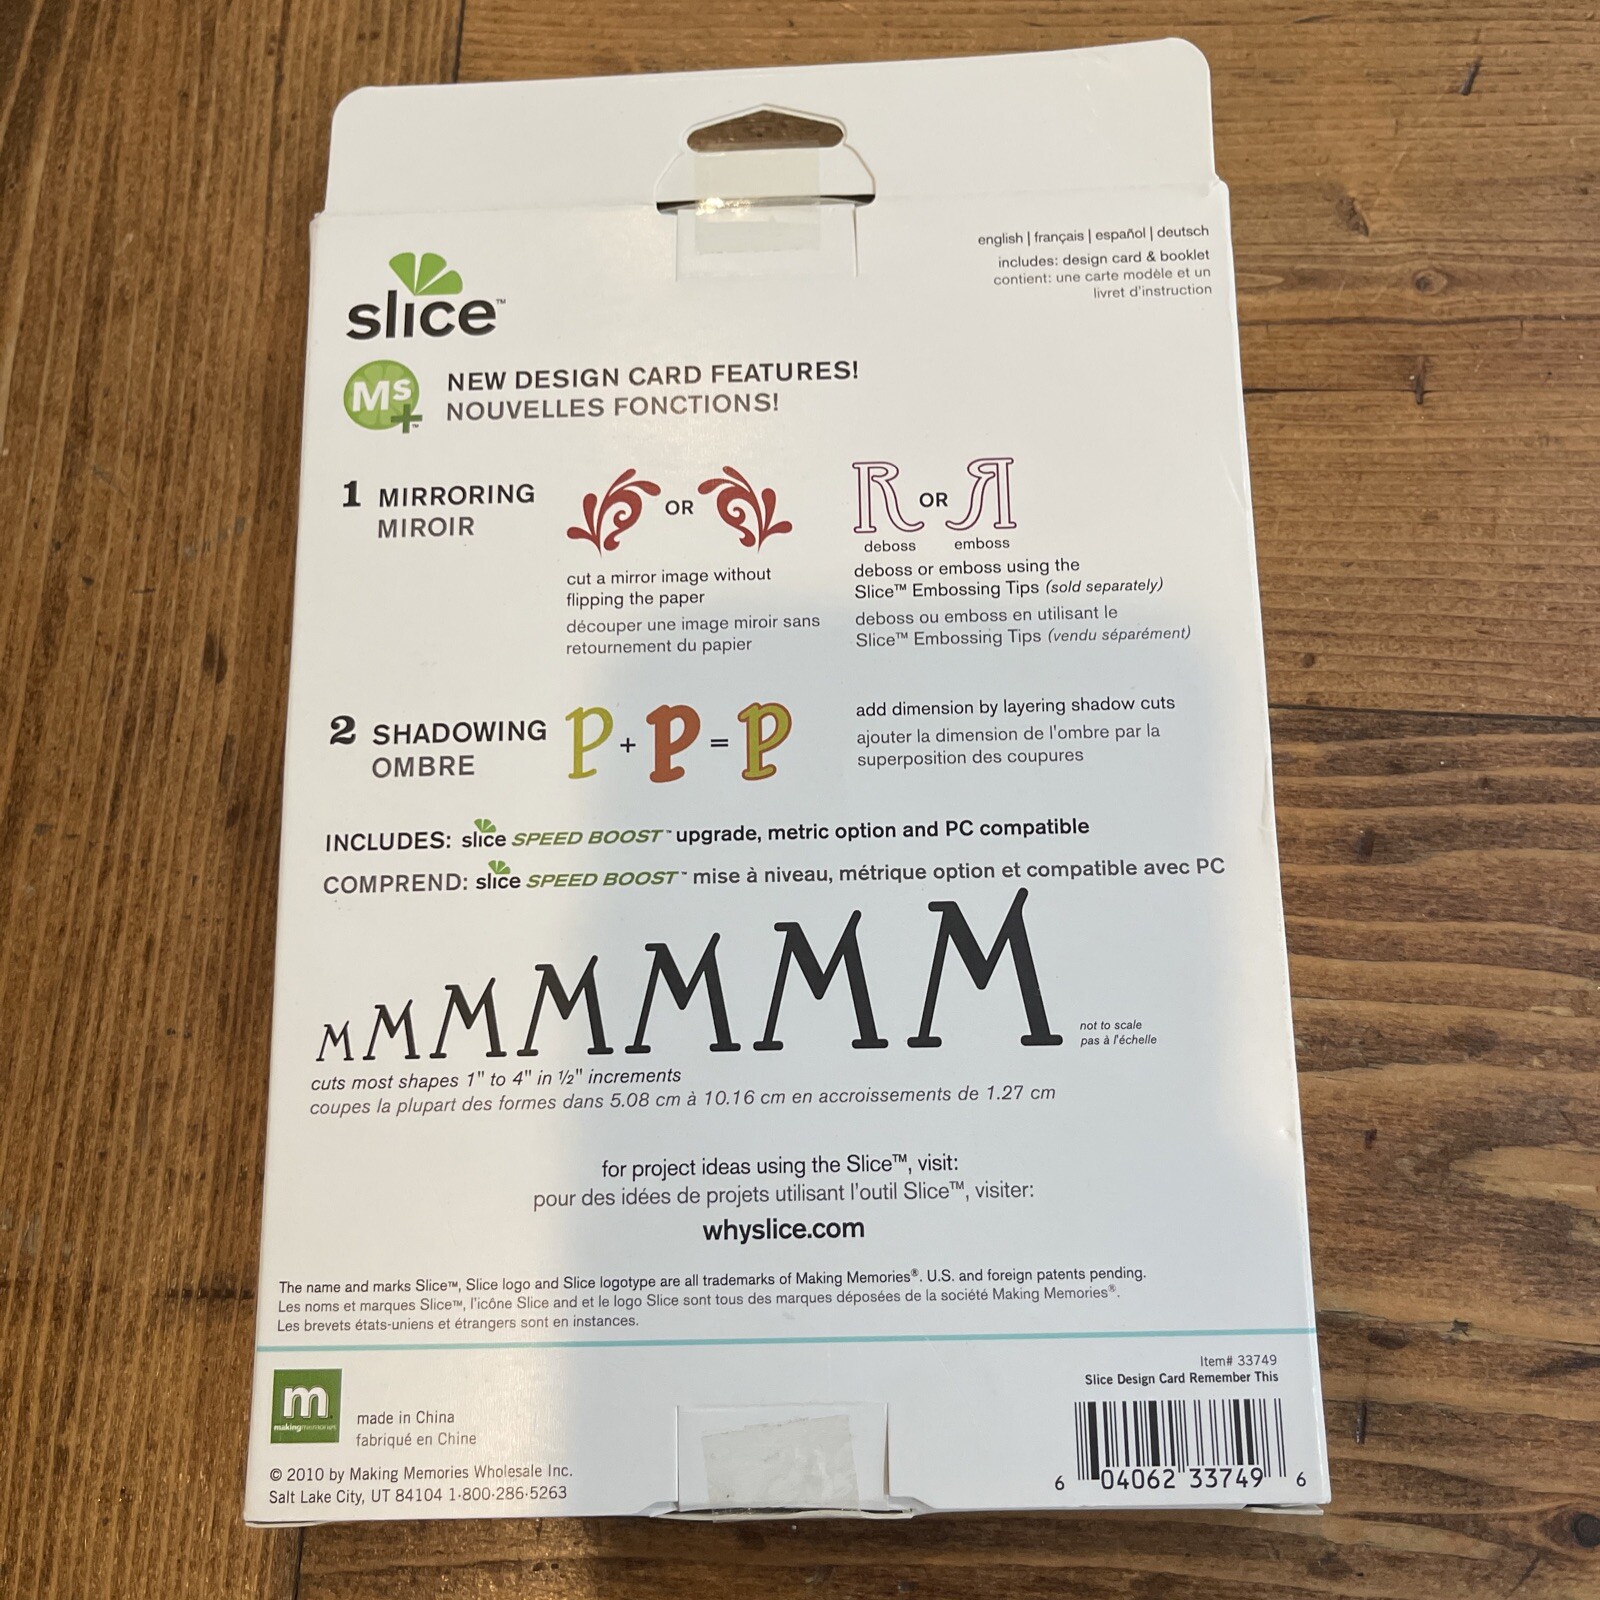 english | français | español | deutsch
includes: design card & booklet
contient: une carte modèle et un
livret d'instruction
slice™
Ms+™
NEW DESIGN CARD FEATURES!
NOUVELLES FONCTIONS!
1 MIRRORING
MIROIR
OR
cut a mirror image without
flipping the paper
découper une image miroir sans
retournement du papier
R OR R
deboss emboss
deboss or emboss using the
Slice™ Embossing Tips (sold separately)
deboss ou emboss en utilisant le
Slice™ Embossing Tips (vendu séparément)
2 SHADOWING
OMBRE
P + P = P
add dimension by layering shadow cuts
ajouter la dimension de l'ombre par la
superposition des coupures
INCLUDES: slice SPEED BOOST™ upgrade, metric option and PC compatible
COMPREND: slice SPEED BOOST™ mise à niveau, métrique option et compatible avec PC
M M M M M M M
not to scale
pas à l'échelle
cuts most shapes 1" to 4" in ½" increments
coupes la plupart des formes dans 5.08 cm à 10.16 cm en accroissements de 1.27 cm
for project ideas using the Slice™, visit:
pour des idées de projets utilisant l'outil Slice™, visiter:
whyslice.com
The name and marks Slice™, Slice logo and Slice logotype are all trademarks of Making Memories®. U.S. and foreign patents pending.
Les noms et marques Slice™, l'icône Slice and et le logo Slice sont tous des marques déposées de la société Making Memories®.
Les brevets états-uniens et étrangers sont en instances.
m
makingmemories
made in China
fabriqué en Chine
© 2010 by Making Memories Wholesale Inc.
Salt Lake City, UT 84104 1·800·286·5263
Item# 33749
Slice Design Card Remember This
6 04062 33749 6